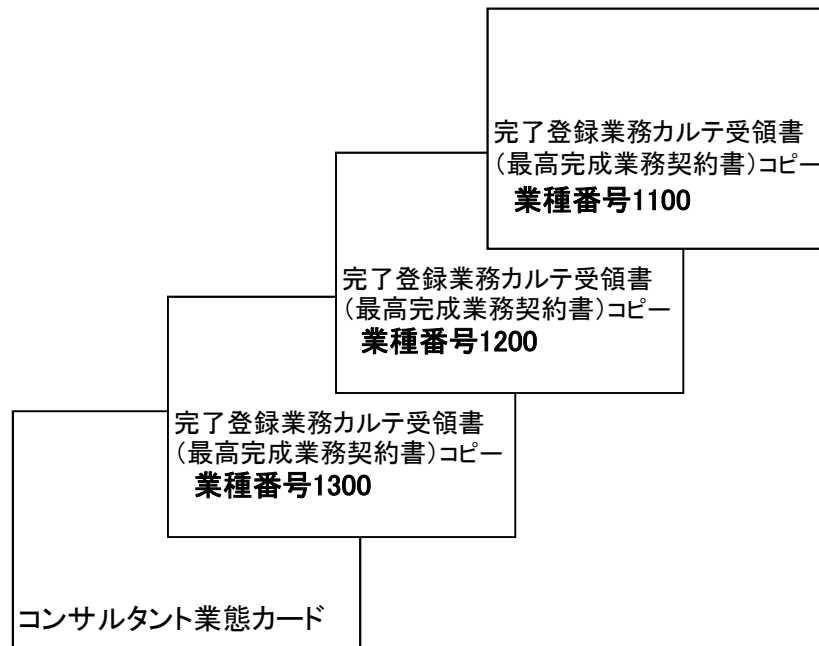 完了登録業務カルテ受領書
（最高完成業務契約書）コピー
業種番号1100
完了登録業務カルテ受領書
（最高完成業務契約書）コピー
業種番号1200
完了登録業務カルテ受領書
（最高完成業務契約書）コピー
業種番号1300
コンサルタント業態カード